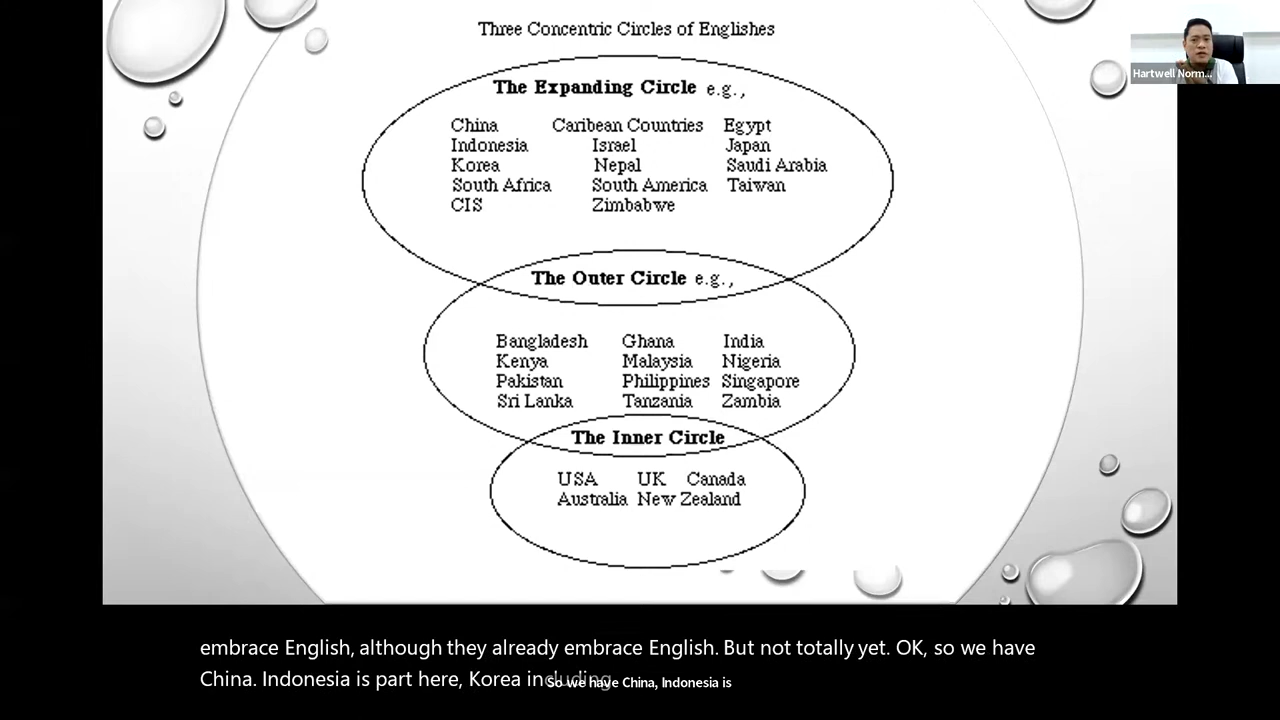 Three Concentric Circles of Englishes
Hartwell Norm...
The Expanding Circle e.g.,
China Caribean Countries Egypt
Indonesia Israel Japan
Korea Nepal Saudi Arabia
South Africa South America Taiwan
CIS Zimbabwe
The Outer Circle e.g.,
Bangladesh Ghana India
Kenya Malaysia Nigeria
Pakistan Philippines Singapore
Sri Lanka Tanzania Zambia
The Inner Circle
USA UK Canada
Australia New Zealand
embrace English, although they already embrace English. But not totally yet. OK, so we have
China. Indonesia is part here, Korea including
So we have China, Indonesia is